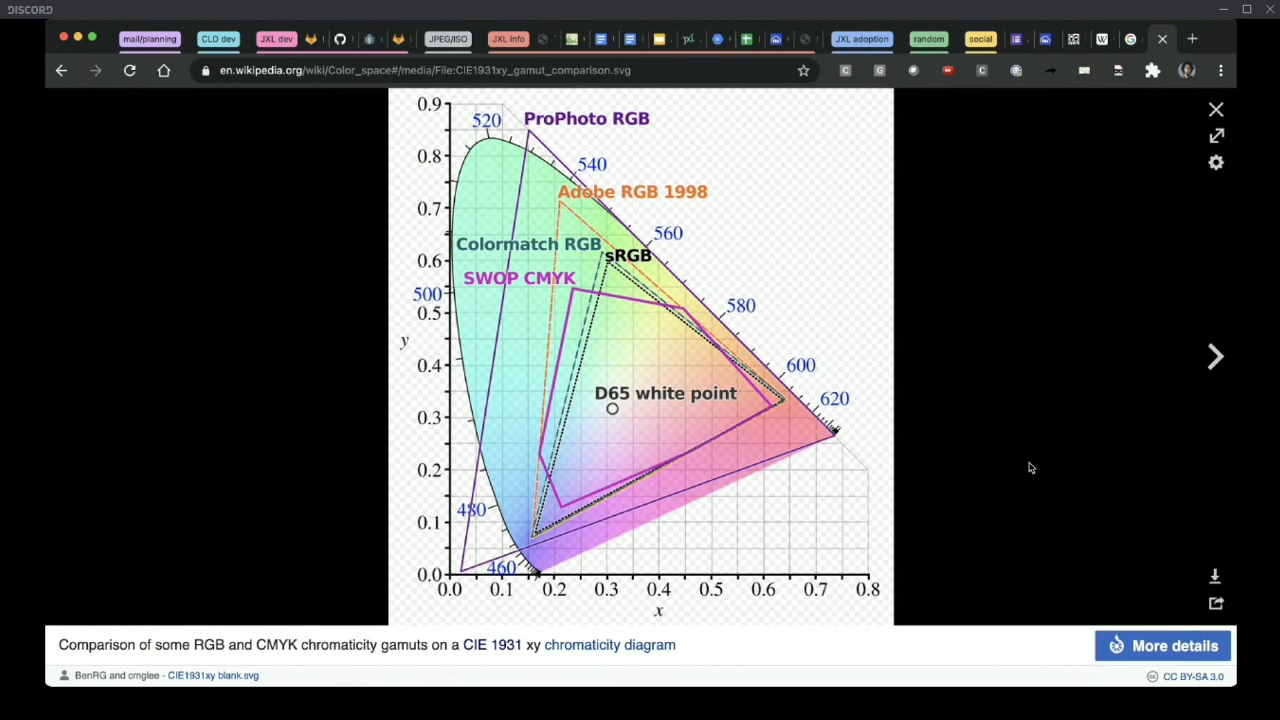 DISCORD
mail/planning CLD dev JXL dev JPEG/ISO JXL info JXL adoption random social
en.wikipedia.org/wiki/Color_space#/media/File:CIE1931xy_gamut_comparison.svg
0.9
520
ProPhoto RGB
0.8
540
Adobe RGB 1998
0.7
560
Colormatch RGB
sRGB
0.6
SWOP CMYK
500
580
0.5
y
0.4
600
D65 white point
620
0.3
0.2
480
0.1
460
0.0
0.0 0.1 0.2 0.3 0.4 0.5 0.6 0.7 0.8
x
Comparison of some RGB and CMYK chromaticity gamuts on a CIE 1931 xy chromaticity diagram
More details
BenRG and cmglee - CIE1931xy blank.svg
CC BY-SA 3.0